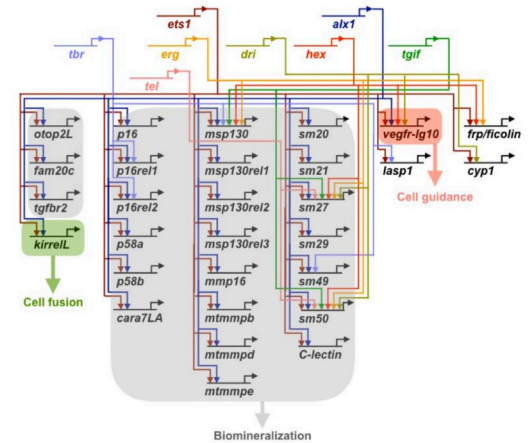 ets1 alx1
tbr erg dri hex tgif
tel
otop2L p16 msp130 sm20 vegfr-Ig10 frp/ficolin
fam20c p16rel1 msp130rel1 sm21 lasp1 cyp1
tgfbr2 p16rel2 msp130rel2 sm27 Cell guidance
kirrelL p58a msp130rel3 sm29
Cell fusion p58b mmp16 sm49
cara7LA mtmmpb sm50
mtmmpd C-lectin
mtmmpe
Biomineralization